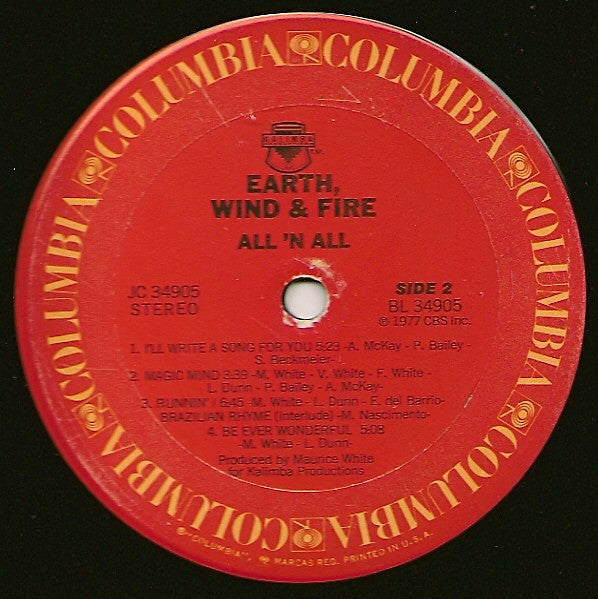 COLUMBIA COLUMBIA COLUMBIA COLUMBIA COLUMBIA COLUMBIA
KALIMBA
T.M.
EARTH,
WIND & FIRE
ALL 'N ALL
JC 34905
STEREO
SIDE 2
BL 34905
℗ 1977 CBS Inc.
1. I'LL WRITE A SONG FOR YOU 5:23 -A. McKay - P. Bailey -
S. Beckmeier-
2. MAGIC MIND 3:39 -M. White - V. White - F. White -
L. Dunn - P. Bailey - A. McKay-
3. RUNNIN' / 6:45 -M. White - L. Dunn - E. del Barrio-
BRAZILIAN RHYME (Interlude) -M. Nascimento-
4. BE EVER WONDERFUL 5:08
-M. White - L. Dunn-
Produced by Maurice White
for Kalimba Productions
®"COLUMBIA", MARCAS REG. PRINTED IN U.S.A.